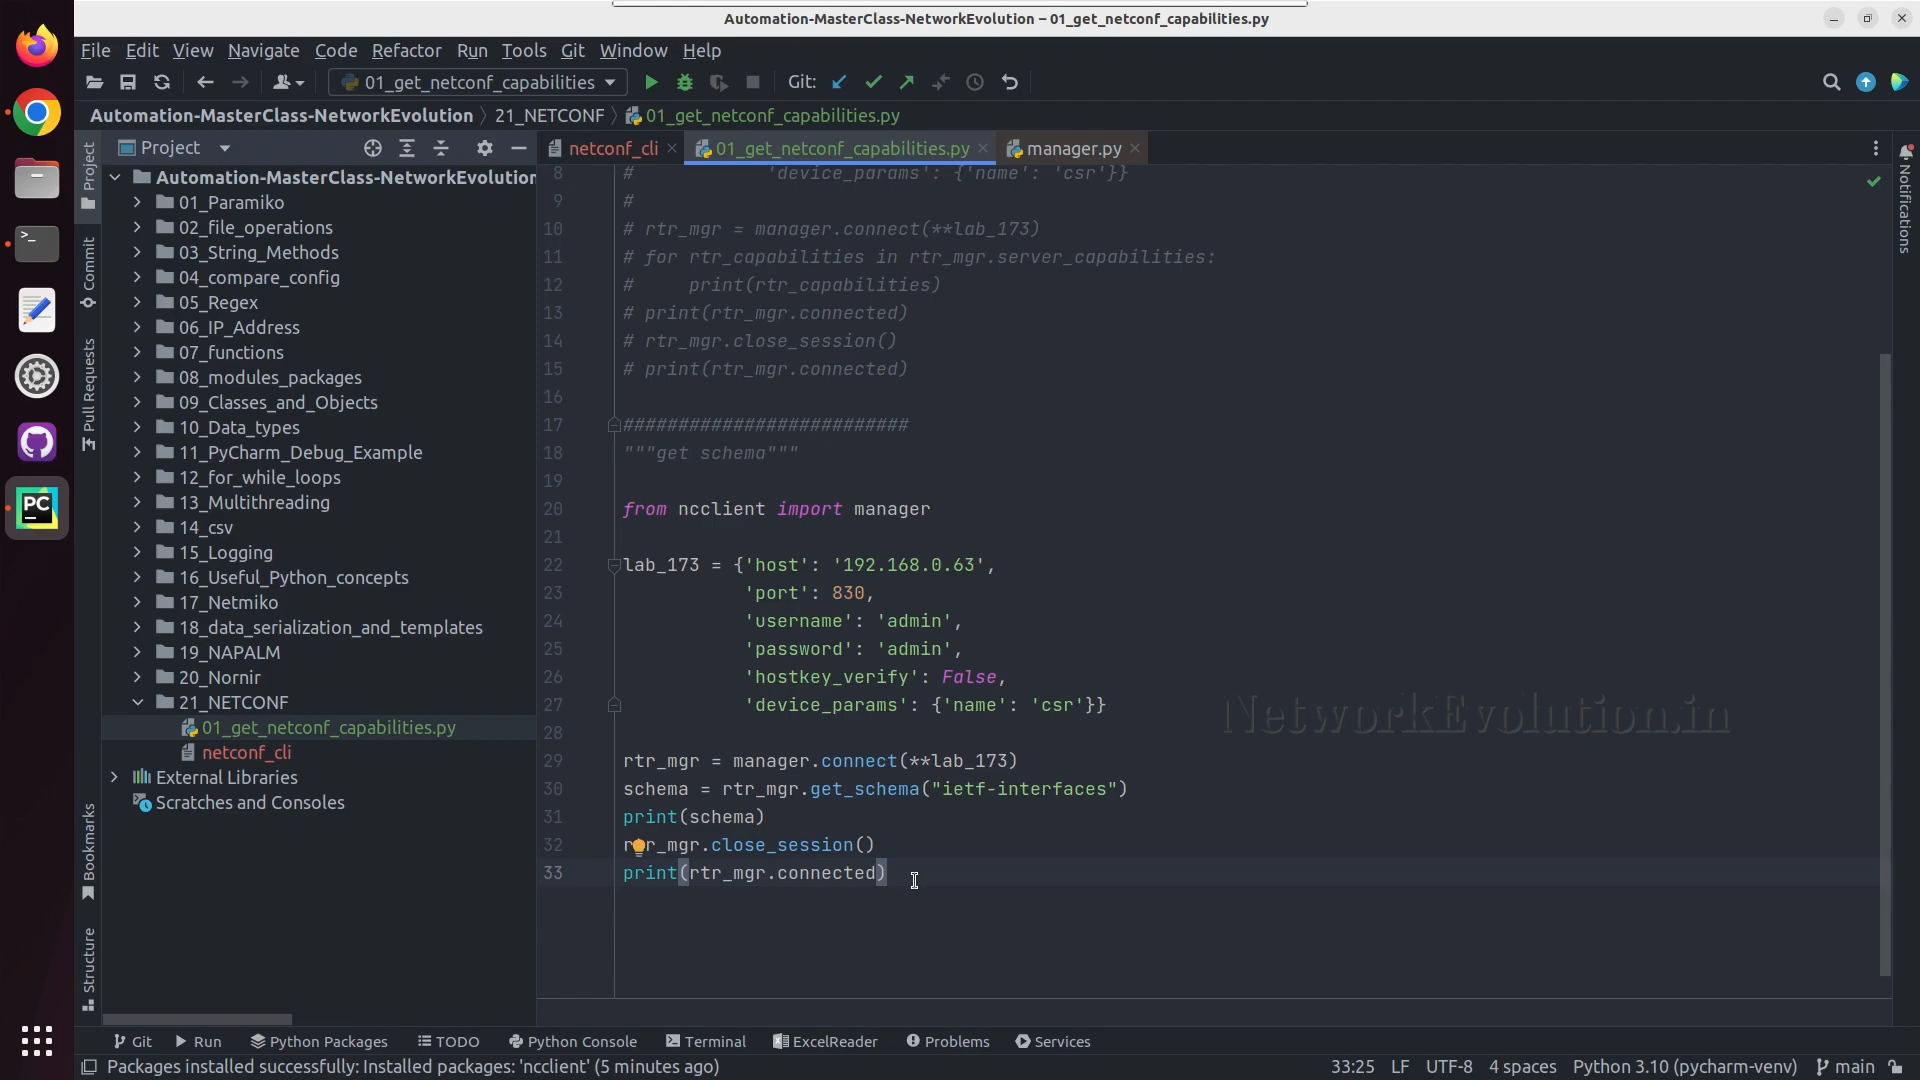 Automation-MasterClass-NetworkEvolution – 01_get_netconf_capabilities.py
File Edit View Navigate Code Refactor Run Tools Git Window Help
01_get_netconf_capabilities Git:
Automation-MasterClass-NetworkEvolution 21_NETCONF 01_get_netconf_capabilities.py
Project
netconf_cli 01_get_netconf_capabilities.py manager.py
Project
Commit
Pull Requests
Bookmarks
Structure
Notifications
Automation-MasterClass-NetworkEvolution
01_Paramiko
02_file_operations
03_String_Methods
04_compare_config
05_Regex
06_IP_Address
07_functions
08_modules_packages
09_Classes_and_Objects
10_Data_types
11_PyCharm_Debug_Example
12_for_while_loops
13_Multithreading
14_csv
15_Logging
16_Useful_Python_concepts
17_Netmiko
18_data_serialization_and_templates
19_NAPALM
20_Nornir
21_NETCONF
01_get_netconf_capabilities.py
netconf_cli
External Libraries
Scratches and Consoles
8 # 'device_params': {'name': 'csr'}}
9 #
10 # rtr_mgr = manager.connect(**lab_173)
11 # for rtr_capabilities in rtr_mgr.server_capabilities:
12 # print(rtr_capabilities)
13 # print(rtr_mgr.connected)
14 # rtr_mgr.close_session()
15 # print(rtr_mgr.connected)
16
17 ##########################
18 """get schema"""
19
20 from ncclient import manager
21
22 lab_173 = {'host': '192.168.0.63',
23 'port': 830,
24 'username': 'admin',
25 'password': 'admin',
26 'hostkey_verify': False,
27 'device_params': {'name': 'csr'}}
28
29 rtr_mgr = manager.connect(**lab_173)
30 schema = rtr_mgr.get_schema("ietf-interfaces")
31 print(schema)
32 rtr_mgr.close_session()
33 print(rtr_mgr.connected)
NetworkEvolution.in
PC
Git Run Python Packages TODO Python Console Terminal ExcelReader Problems Services
Packages installed successfully: Installed packages: 'ncclient' (5 minutes ago) 33:25 LF UTF-8 4 spaces Python 3.10 (pycharm-venv) main